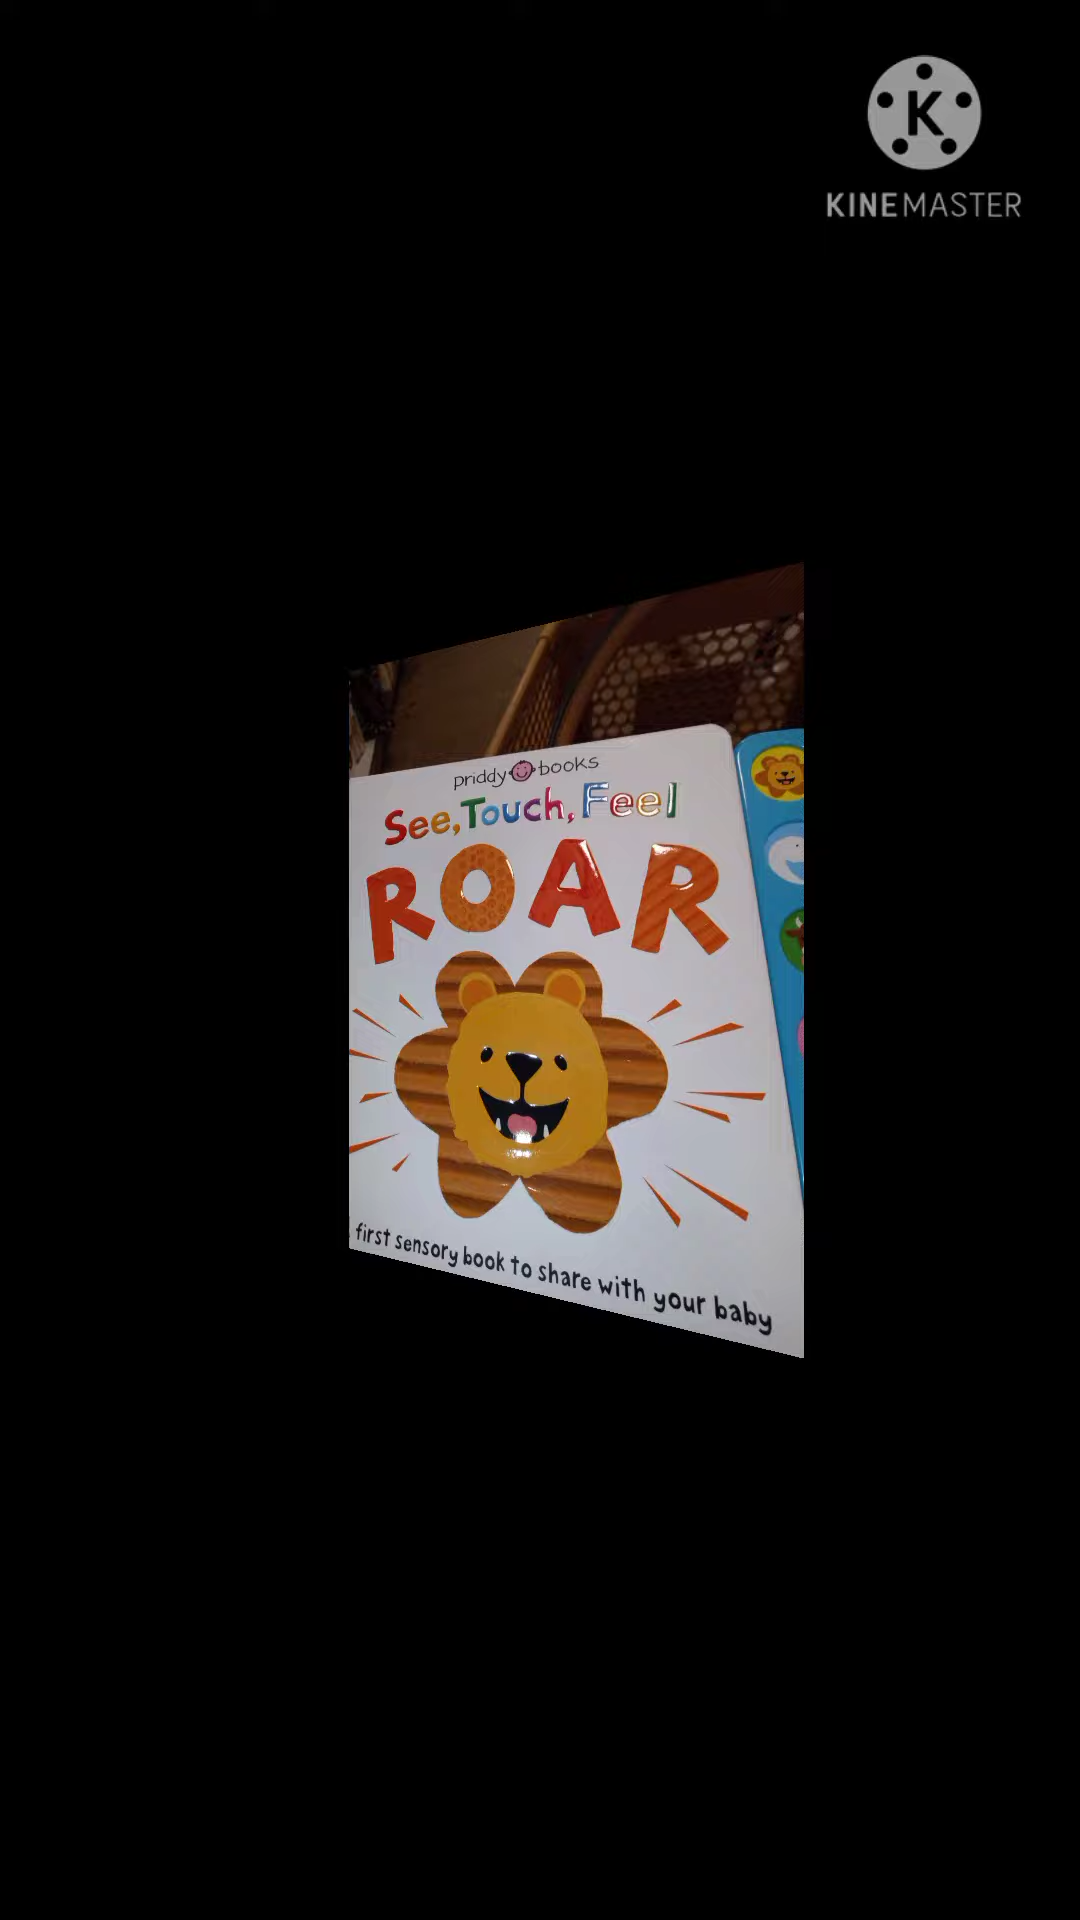 K
KINEMASTER
priddy books
See, Touch, Feel
ROAR
first sensory book to share with your baby